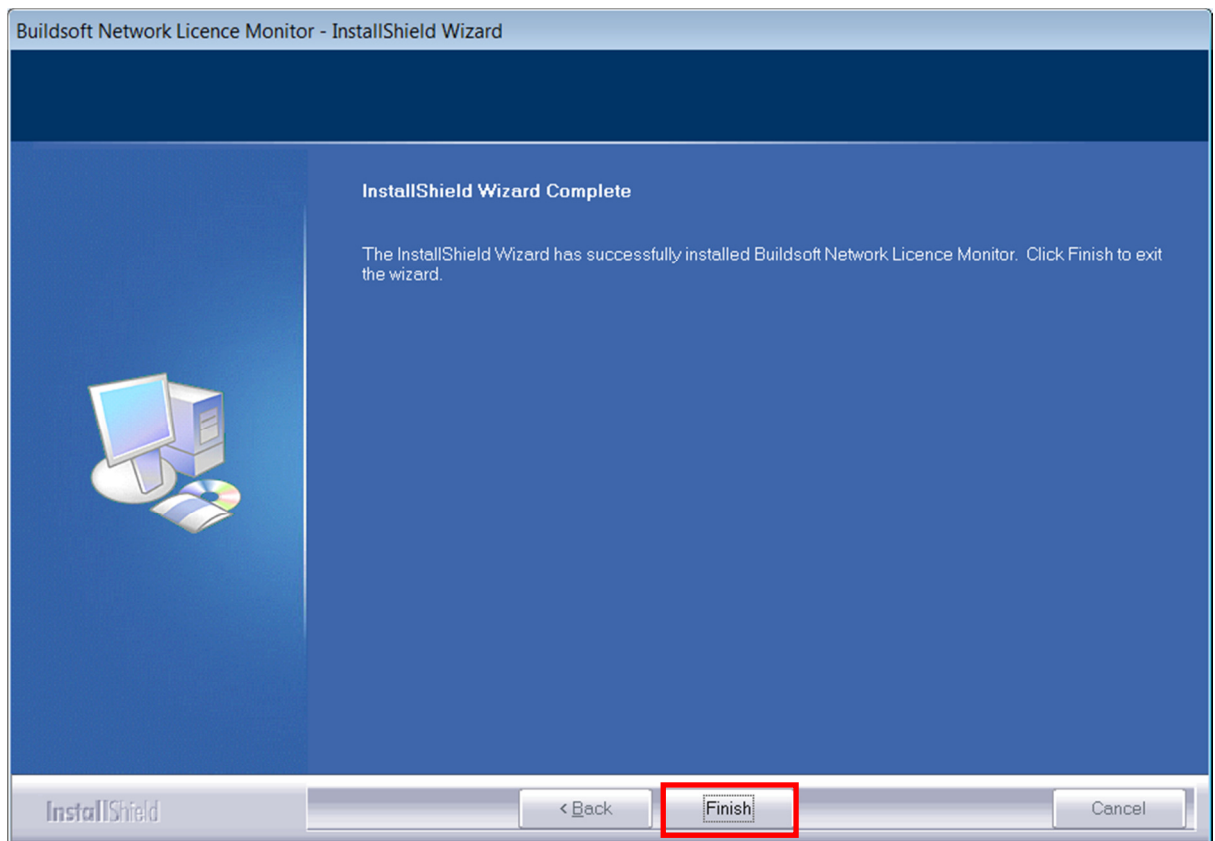 Buildsoft Network Licence Monitor - InstallShield Wizard
InstallShield Wizard Complete
The InstallShield Wizard has successfully installed Buildsoft Network Licence Monitor. Click Finish to exit
the wizard.
InstallShield
< Back
Finish
Cancel